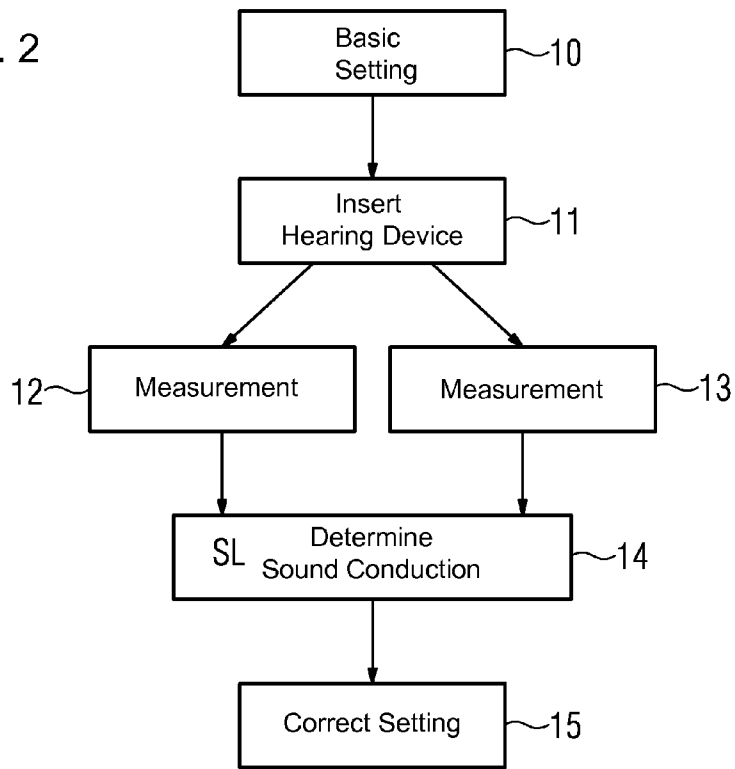 . 2
Basic
Setting
10
Insert
Hearing Device
11
12
Measurement
Measurement
13
SL
Determine
Sound Conduction
14
Correct Setting
15